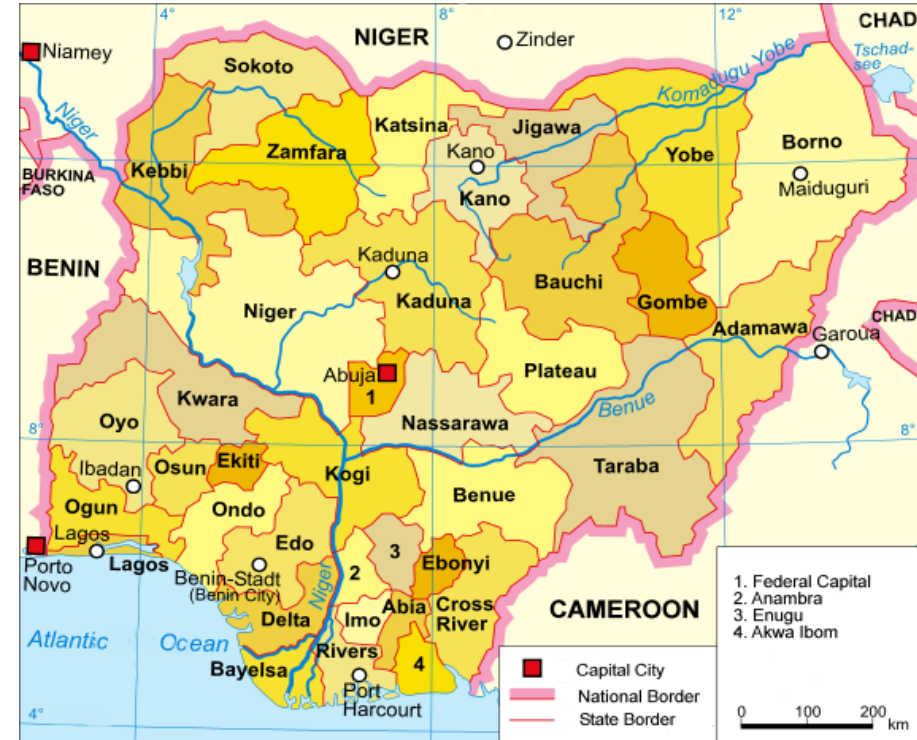 4°
8°
12°
CHAD
NIGER
Zinder
Niamey
Tschad-
see
Sokoto
Komadugu Yobe
Niger
Katsina
Jigawa
Borno
Zamfara
Kano
Yobe
Kebbi
BURKINA
FASO
Maiduguri
Kano
Kaduna
BENIN
Bauchi
Kaduna
Gombe
Niger
CHAD
Adamawa
Garoua
Abuja
Plateau
1
Kwara
Benue
Nassarawa
Oyo
8°
8°
Ekiti
Osun
Ibadan
Kogi
Taraba
Benue
Ogun
Ondo
Lagos
Edo
3
Ebonyi
Porto
Novo
Lagos
Benin-Stadt
(Benin City)
2
Niger
Abia
Cross
River
CAMEROON
Delta
Imo
Atlantic Ocean
Rivers
Bayelsa
4
Port
Harcourt
4°
1. Federal Capital
2. Anambra
3. Enugu
4. Akwa Ibom
Capital City
National Border
State Border
0 100 200
km